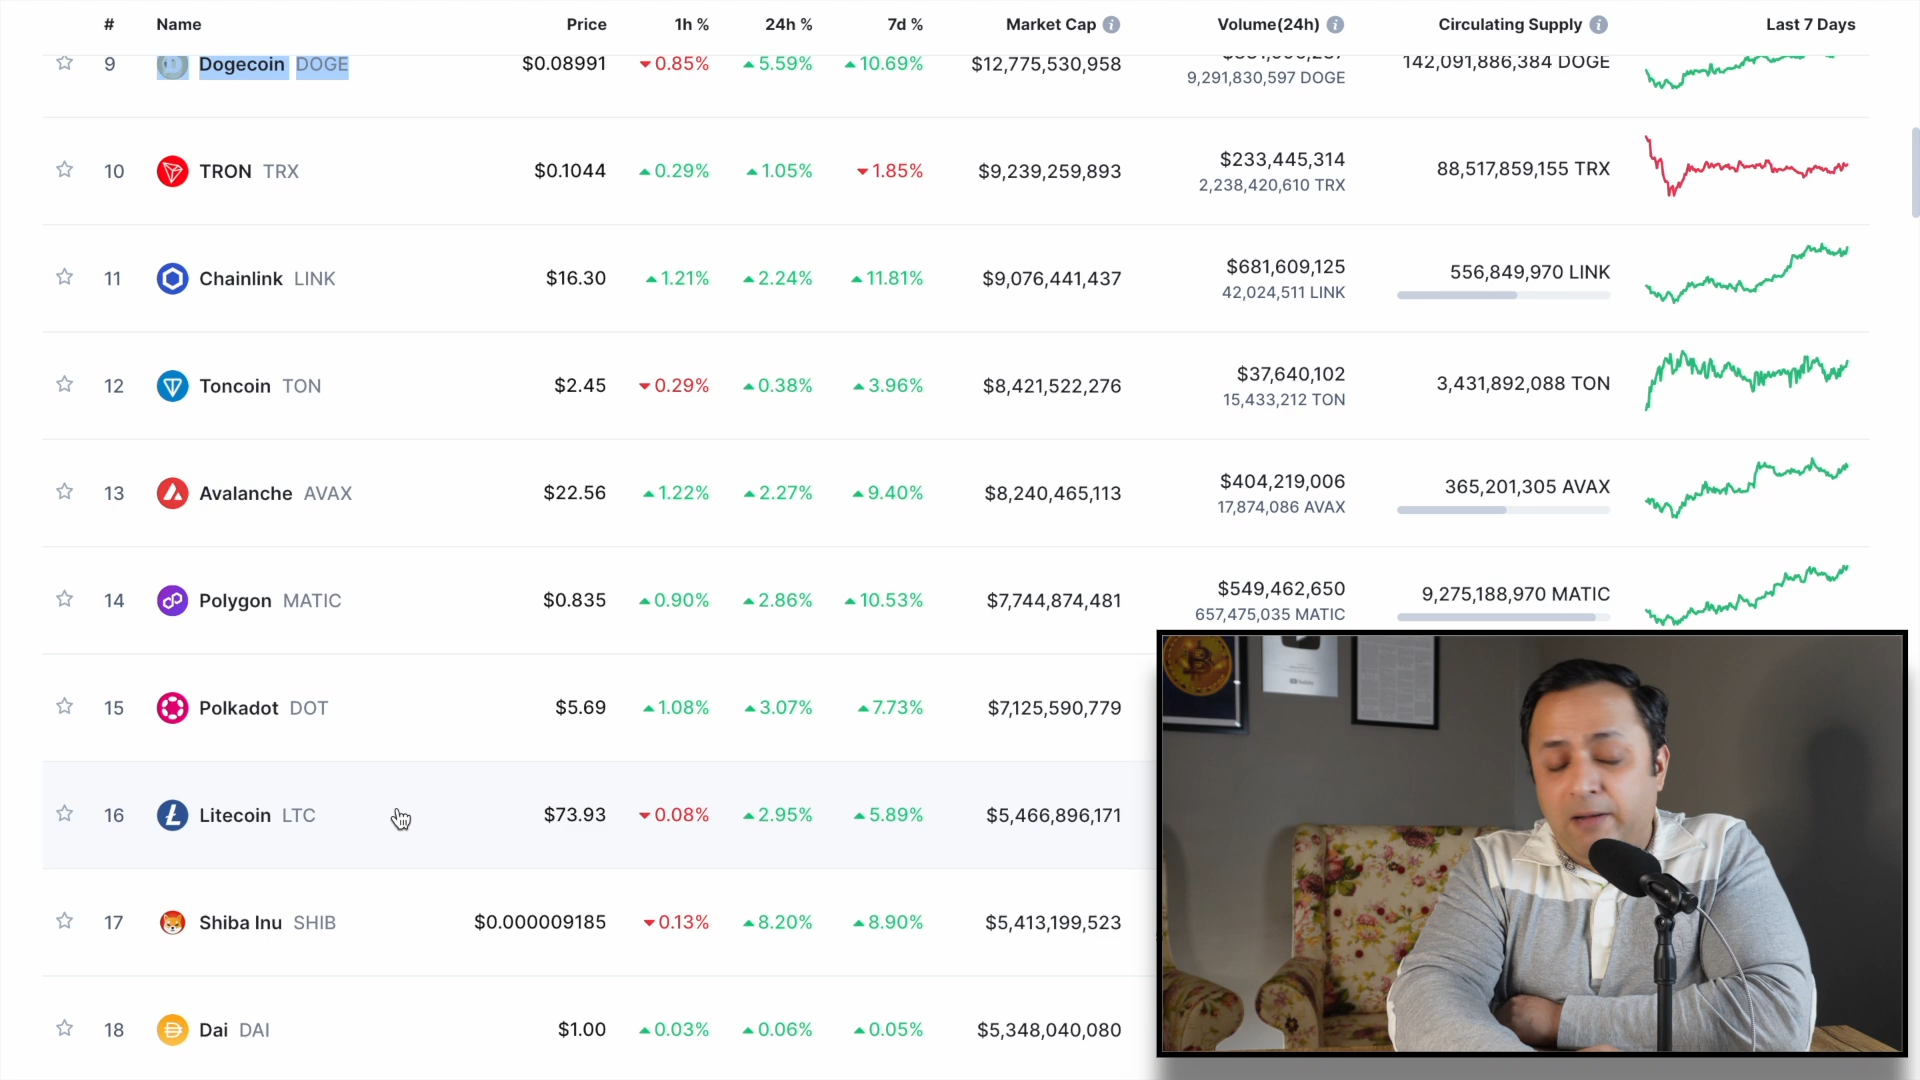 # Name Price 1h % 24h % 7d % Market Cap Volume(24h) Circulating Supply Last 7 Days
9 Dogecoin DOGE $0.08991 0.85% 5.59% 10.69% $12,775,530,958 142,091,886,384 DOGE
9,291,830,597 DOGE
10 TRON TRX $0.1044 0.29% 1.05% 1.85% $9,239,259,893 $233,445,314 88,517,859,155 TRX
2,238,420,610 TRX
11 Chainlink LINK $16.30 1.21% 2.24% 11.81% $9,076,441,437 $681,609,125 556,849,970 LINK
42,024,511 LINK
12 Toncoin TON $2.45 0.29% 0.38% 3.96% $8,421,522,276 $37,640,102 3,431,892,088 TON
15,433,212 TON
13 Avalanche AVAX $22.56 1.22% 2.27% 9.40% $8,240,465,113 $404,219,006 365,201,305 AVAX
17,874,086 AVAX
14 Polygon MATIC $0.835 0.90% 2.86% 10.53% $7,744,874,481 $549,462,650 9,275,188,970 MATIC
657,475,035 MATIC
15 Polkadot DOT $5.69 1.08% 3.07% 7.73% $7,125,590,779
16 Litecoin LTC $73.93 0.08% 2.95% 5.89% $5,466,896,171
17 Shiba Inu SHIB $0.000009185 0.13% 8.20% 8.90% $5,413,199,523
18 Dai DAI $1.00 0.03% 0.06% 0.05% $5,348,040,080